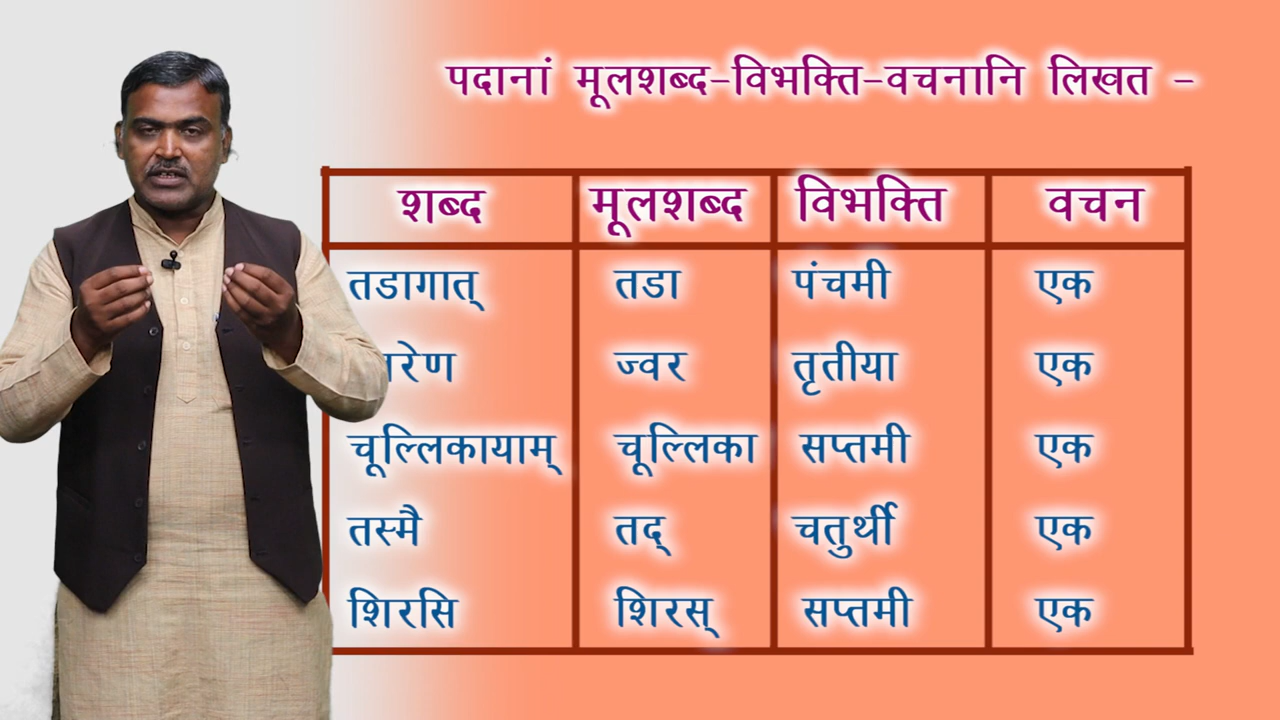 पदानां मूलशब्द-विभक्ति-वचनानि लिखत -
शब्द मूलशब्द विभक्ति वचन
तडागात् तडा पंचमी एक
ज्वर तृतीया एक
चूल्लिकायाम् चूल्लिका सप्तमी एक
तस्मै तद् चतुर्थी एक
शिरसि शिरस् सप्तमी एक